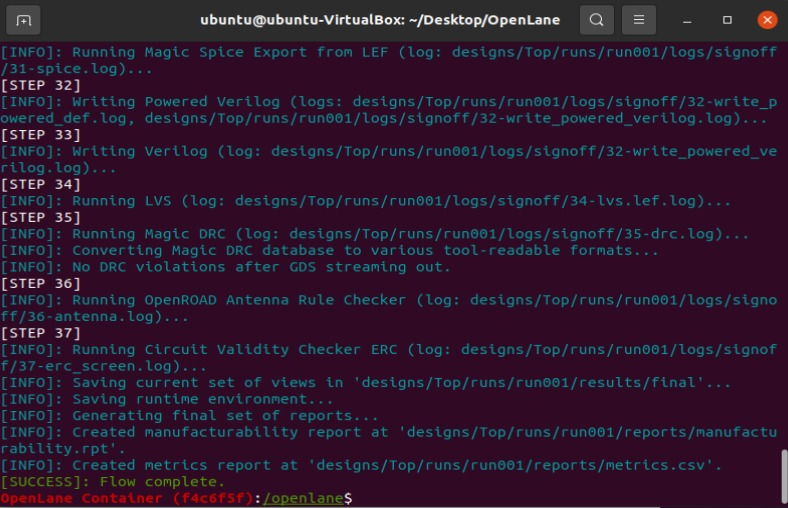 ubuntu@ubuntu-VirtualBox: ~/Desktop/OpenLane
[INFO]: Running Magic Spice Export from LEF (log: designs/Top/runs/run001/logs/signoff
/31-spice.log)...
[STEP 32]
[INFO]: Writing Powered Verilog (logs: designs/Top/runs/run001/logs/signoff/32-write_p
owered_def.log, designs/Top/runs/run001/logs/signoff/32-write_powered_verilog.log)...
[STEP 33]
[INFO]: Writing Verilog (log: designs/Top/runs/run001/logs/signoff/32-write_powered_ve
rilog.log)...
[STEP 34]
[INFO]: Running LVS (log: designs/Top/runs/run001/logs/signoff/34-lvs.lef.log)...
[STEP 35]
[INFO]: Running Magic DRC (log: designs/Top/runs/run001/logs/signoff/35-drc.log)...
[INFO]: Converting Magic DRC database to various tool-readable formats...
[INFO]: No DRC violations after GDS streaming out.
[STEP 36]
[INFO]: Running OpenROAD Antenna Rule Checker (log: designs/Top/runs/run001/logs/signo
ff/36-antenna.log)...
[STEP 37]
[INFO]: Running Circuit Validity Checker ERC (log: designs/Top/runs/run001/logs/signof
f/37-erc_screen.log)...
[INFO]: Saving current set of views in 'designs/Top/runs/run001/results/final'...
[INFO]: Saving runtime environment...
[INFO]: Generating final set of reports...
[INFO]: Created manufacturability report at 'designs/Top/runs/run001/reports/manufactu
rability.rpt'.
[INFO]: Created metrics report at 'designs/Top/runs/run001/reports/metrics.csv'.
[SUCCESS]: Flow complete.
OpenLane Container (f4c6f5f):/openlane$